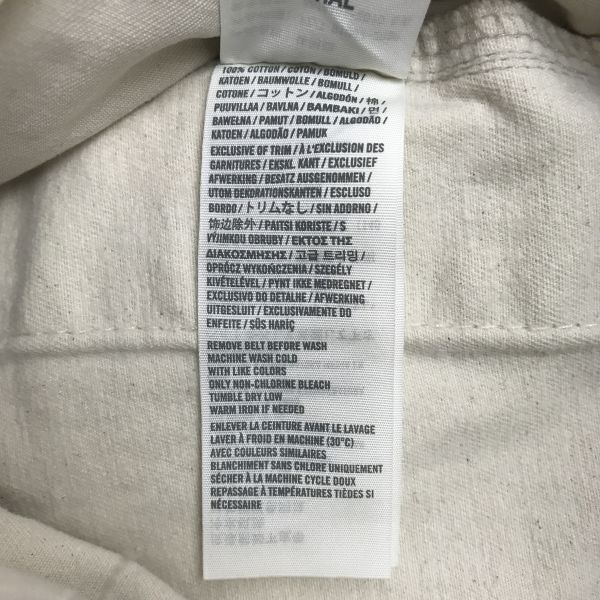 100% COTTON / COTON / BOMULD /
KATOEN / BAUMWOLLE / BOMULL /
COTONE / コットン / ALGODÓN / 棉 /
PUUVILLAA / BAVLNA / ΒΑΜΒΑΚΙ / 면 /
BAWEŁNA / PAMUT / BOMULL / ALGODÃO /
KATOEN / ALGODÃO / PAMUK
EXCLUSIVE OF TRIM / À L'EXCLUSION DES
GARNITURES / EKSKL. KANT / EXCLUSIEF
AFWERKING / BESATZ AUSGENOMMEN /
UTOM DEKORATIONSKANTEN / ESCLUSO
BORDO / トリムなし / SIN ADORNO /
饰边除外 / PAITSI KORISTE / S
VÝJIMKOU OBRUBY / ΕΚΤΟΣ ΤΗΣ
ΔΙΑΚΟΣΜΗΣΗΣ / 고급 트리밍 /
OPRÓCZ WYKOŃCZENIA / SZEGÉLY
KIVÉTELÉVEL / PYNT IKKE MEDREGNET /
EXCLUSIVO DO DETALHE / AFWERKING
UITGESLUIT / EXCLUSIVAMENTE DO
ENFEITE / SÜS HARİÇ
REMOVE BELT BEFORE WASH
MACHINE WASH COLD
WITH LIKE COLORS
ONLY NON-CHLORINE BLEACH
TUMBLE DRY LOW
WARM IRON IF NEEDED
ENLEVER LA CEINTURE AVANT LE LAVAGE
LAVER À FROID EN MACHINE (30°C)
AVEC COULEURS SIMILAIRES
BLANCHIMENT SANS CHLORE UNIQUEMENT
SÉCHER À LA MACHINE CYCLE DOUX
REPASSAGE À TEMPÉRATURES TIÈDES SI
NÉCESSAIRE